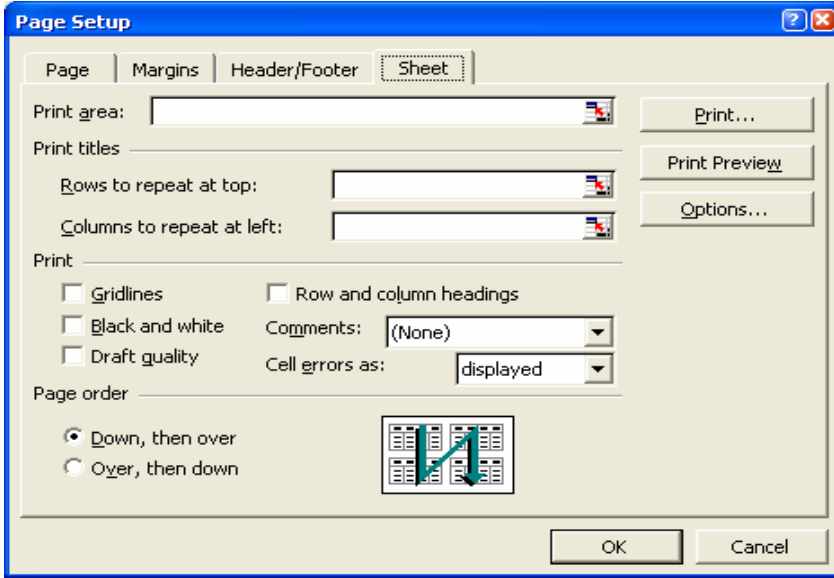 Page Setup
Page Margins Header/Footer Sheet
Print area:
Print...
Print titles
Print Preview
Rows to repeat at top:
Options...
Columns to repeat at left:
Print
Gridlines Row and column headings
Black and white Comments: (None)
Draft quality Cell errors as: displayed
Page order
Down, then over
Over, then down
OK Cancel